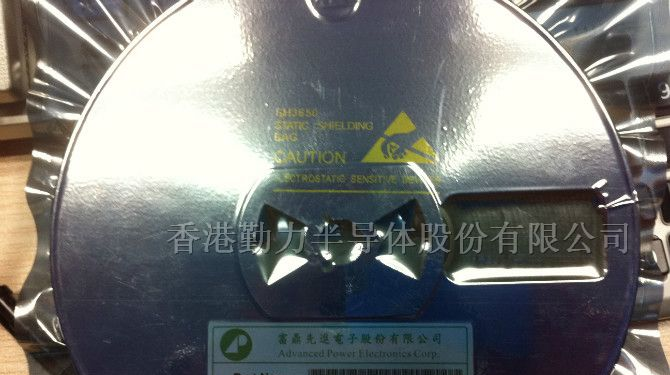 SH3650
STATIC SHIELDING
BAG
CAUTION
ELECTROSTATIC SENSITIVE DEVICES
香港勤力半导体股份有限公司
富鼎先進電子股份有限公司
Advanced Power Electronics Corp.